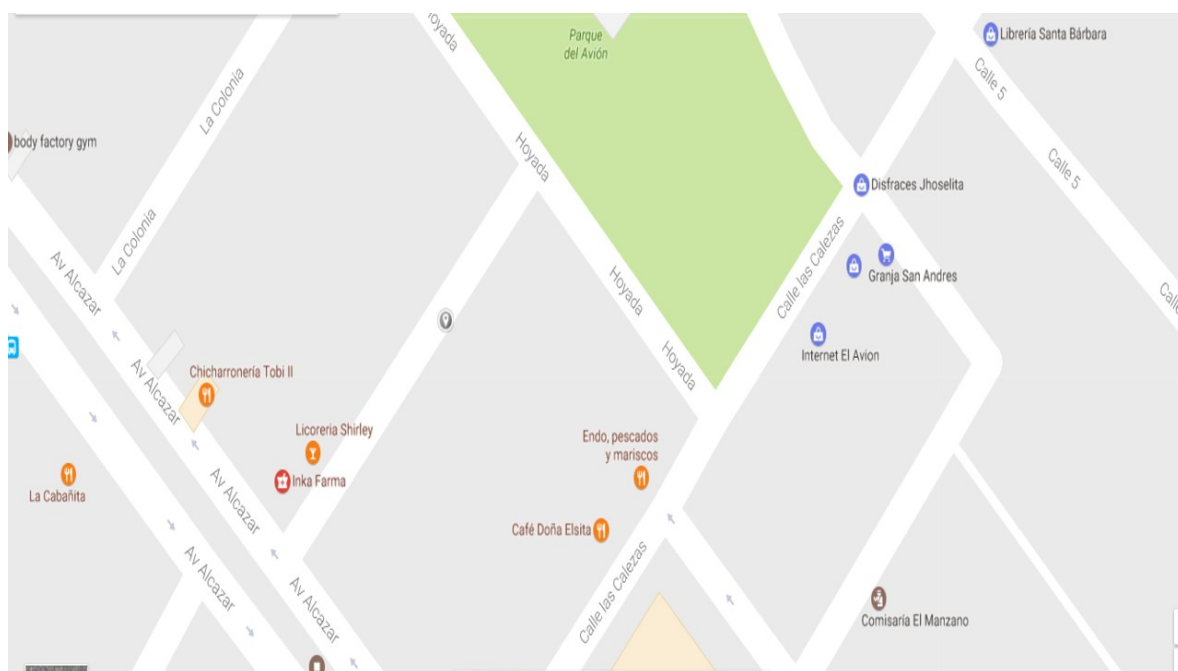 Hoyada
Parque
del Avión
Librería Santa Bárbara
Calle 5
La Colonia
body factory gym
Hoyada
Calle 5
Disfraces Jhoselita
La Colonia
Calle las Calezas
Granja San Andres
Av Alcazar
Hoyada
Calle
Internet El Avion
Hoyada
Chicharronería Tobi II
Av Alcazar
Licoreria Shirley
Endo, pescados
y mariscos
Inka Farma
La Cabañita
Av Alcazar
Café Doña Elsita
Av Alcazar
Av Alcazar
Calle las Calezas
Comisaría El Manzano